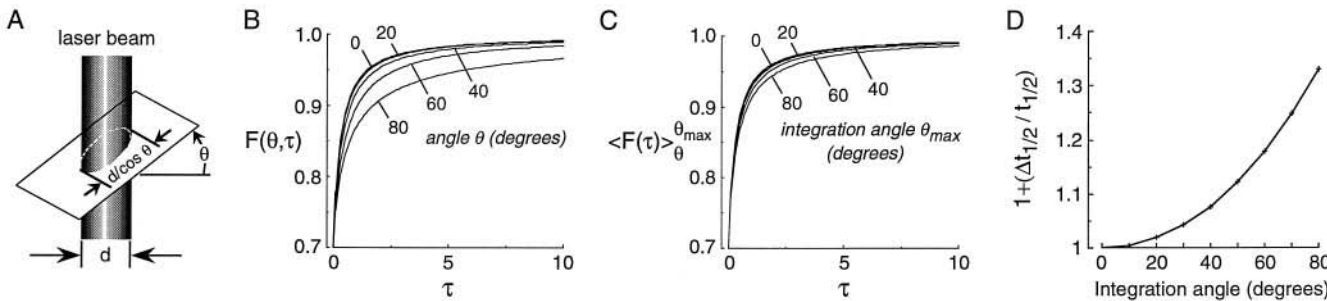 A
laser beam
d/cos θ
θ
d
B
1.0
0.9
0.8
0.7
F(θ,τ)
0
20
40
60
80
angle θ (degrees)
0
5
10
τ
C
1.0
0.9
0.8
0.7
<F(τ)>θ θmax
0
20
40
60
80
integration angle θmax
(degrees)
0
5
10
τ
D
1.4
1.3
1.2
1.1
1
1+(Δt1/2 / t1/2)
0
20
40
60
80
Integration angle (degrees)